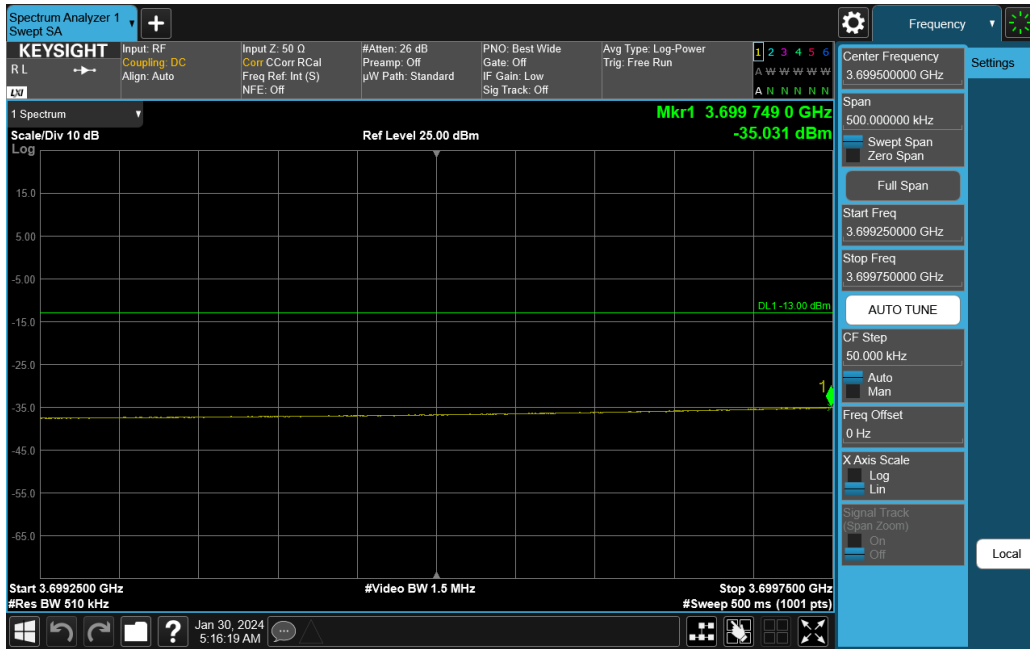 Spectrum Analyzer 1
Swept SA
Frequency
KEYSIGHT
R L
LXI
Input: RF
Coupling: DC
Align: Auto
Input Z: 50 Ω
Corr CCorr RCal
Freq Ref: Int (S)
NFE: Off
#Atten: 26 dB
Preamp: Off
µW Path: Standard
PNO: Best Wide
Gate: Off
IF Gain: Low
Sig Track: Off
Avg Type: Log-Power
Trig: Free Run
1 2 3 4 5 6
A W W W W W
A N N N N N
1 Spectrum
Scale/Div 10 dB
Ref Level 25.00 dBm
Mkr1 3.699 749 0 GHz
-35.031 dBm
Log
15.0
5.00
-5.00
DL1 -13.00 dBm
-15.0
-25.0
1
-35.0
-45.0
-55.0
-65.0
Start 3.6992500 GHz
#Video BW 1.5 MHz
Stop 3.6997500 GHz
#Res BW 510 kHz
#Sweep 500 ms (1001 pts)
?
Jan 30, 2024
5:16:19 AM
Center Frequency
3.699500000 GHz
Settings
Span
500.000000 kHz
Swept Span
Zero Span
Full Span
Start Freq
3.699250000 GHz
Stop Freq
3.699750000 GHz
AUTO TUNE
CF Step
50.000 kHz
Auto
Man
Freq Offset
0 Hz
X Axis Scale
Log
Lin
Signal Track
(Span Zoom)
On
Off
Local